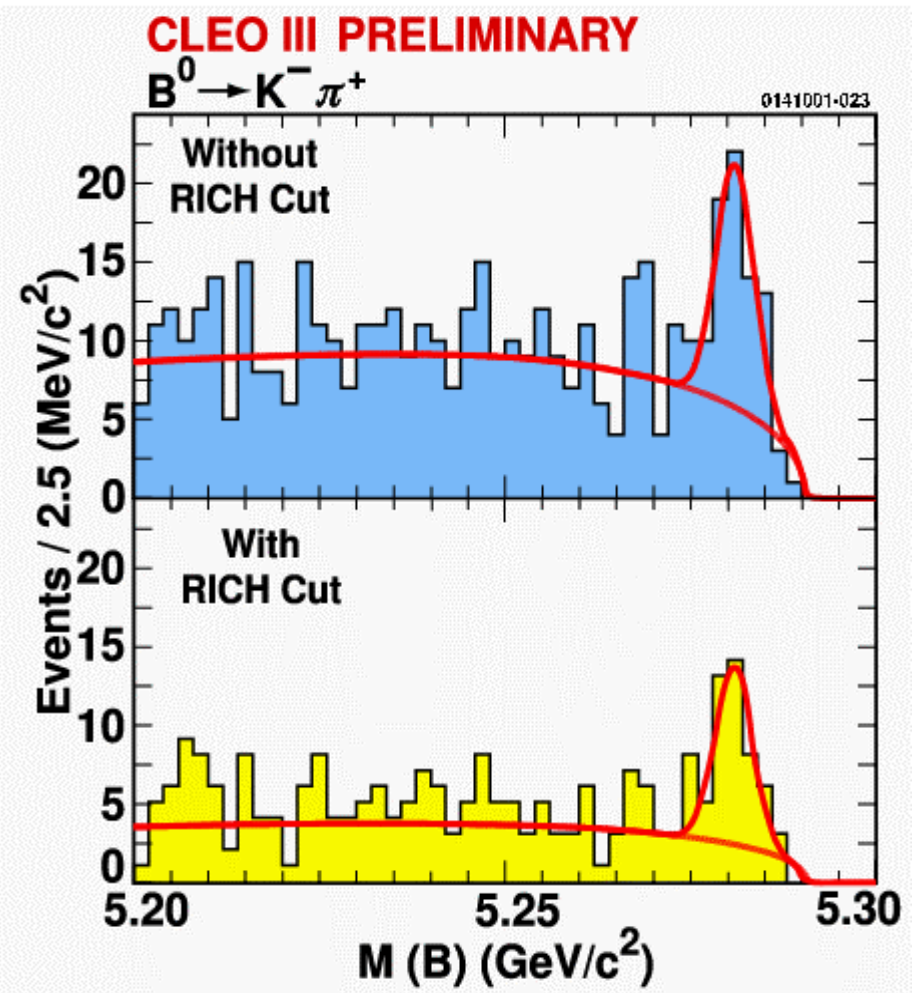 CLEO III PRELIMINARY
B⁰→K⁻π⁺
0141001-023
Without
RICH Cut
20
15
10
5
0
With
RICH Cut
20
15
10
5
0
Events / 2.5 (MeV/c²)
5.20 5.25 5.30
M (B) (GeV/c²)